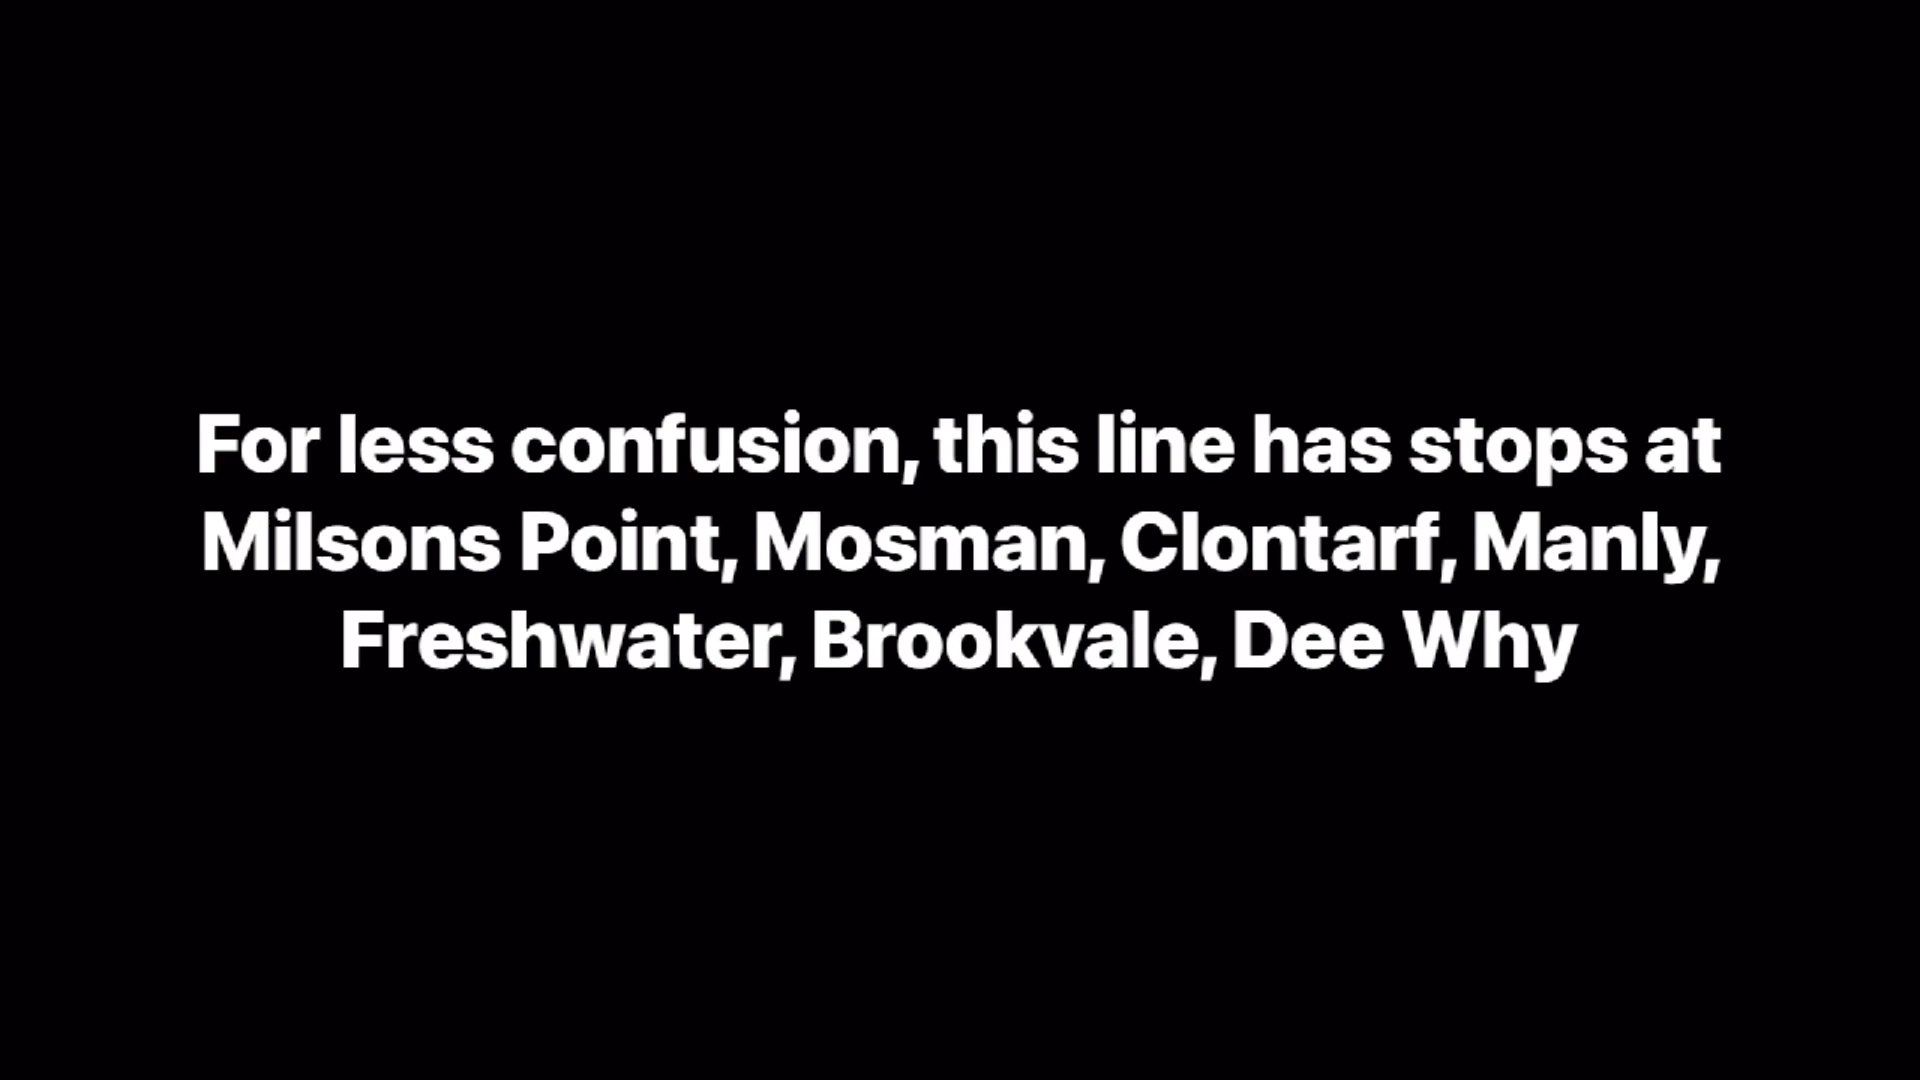 For less confusion, this line has stops at
Milsons Point, Mosman, Clontarf, Manly,
Freshwater, Brookvale, Dee Why